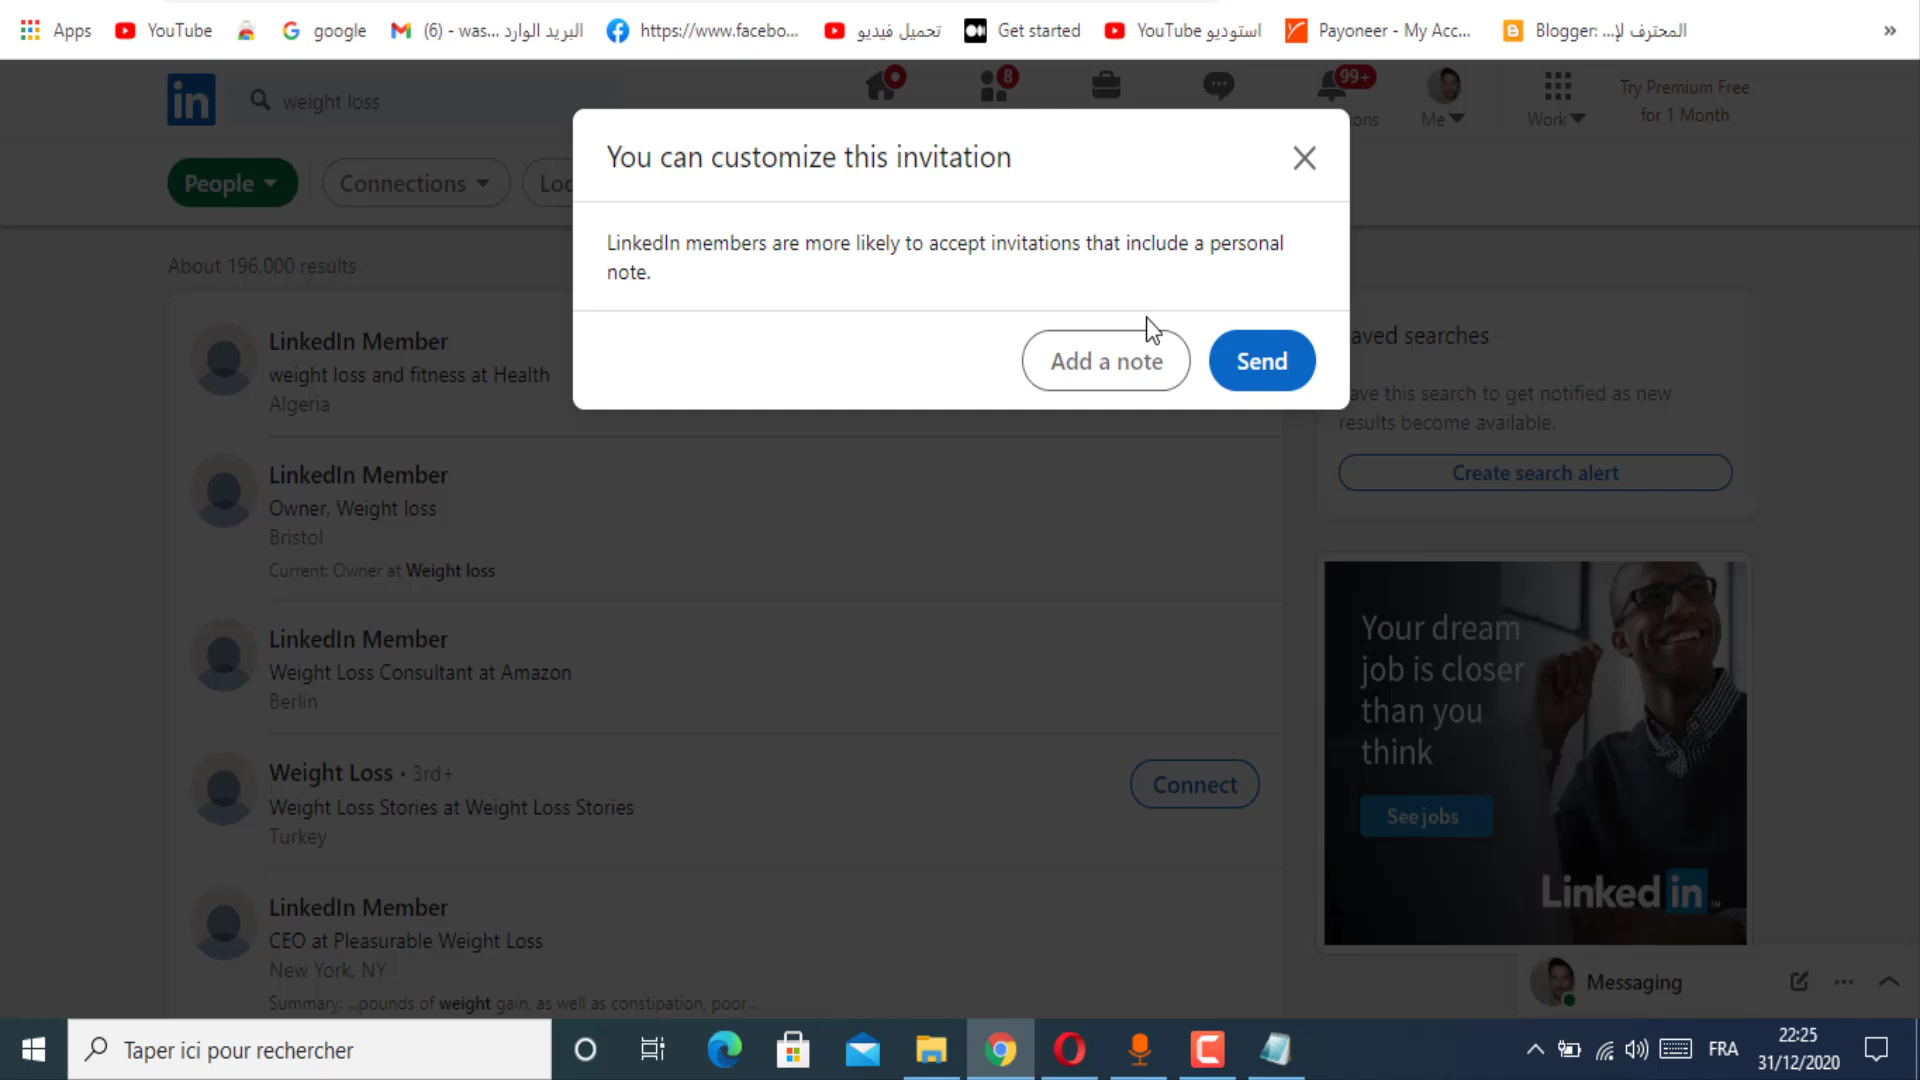 Apps
YouTube
google
(6) - was... البريد الوارد
https://www.facebo...
تحميل فيديو
Get started
استوديو YouTube
Payoneer - My Acc...
Blogger: ...المحترف لإ
»
in
weight loss
8
99+
ons
Me
Work
Try Premium Free
for 1 Month
People
Connections
Loc
You can customize this invitation
LinkedIn members are more likely to accept invitations that include a personal
note.
Add a note
Send
About 196,000 results
LinkedIn Member
weight loss and fitness at Health
Algeria
LinkedIn Member
Owner, Weight loss
Bristol
Current: Owner at Weight loss
LinkedIn Member
Weight Loss Consultant at Amazon
Berlin
Weight Loss • 3rd+
Weight Loss Stories at Weight Loss Stories
Turkey
Connect
LinkedIn Member
CEO at Pleasurable Weight Loss
New York, NY
Summary: ...pounds of weight gain, as well as constipation, poor...
aved searches
ave this search to get notified as new
results become available.
Create search alert
Your dream
job is closer
than you
think
See jobs
Linked in
Messaging
Taper ici pour rechercher
FRA
22:25
31/12/2020